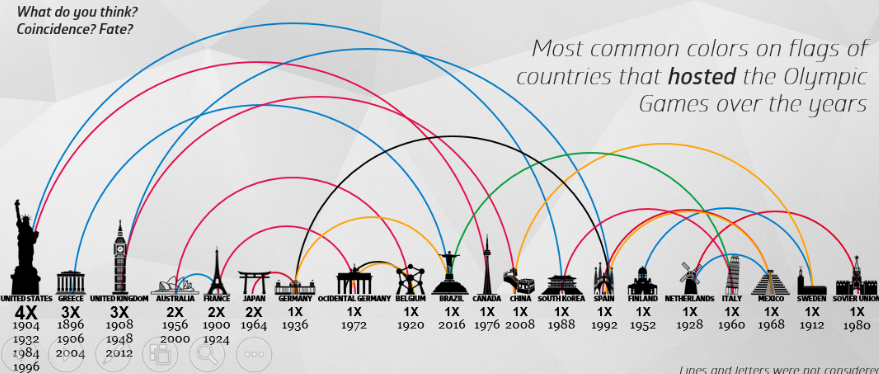 What do you think?
Coincidence? Fate?
Most common colors on flags of
countries that hosted the Olympic
Games over the years
UNITED STATES GREECE UNITED KINGDOM AUSTRALIA FRANCE JAPAN GERMANY OCIDENTAL GERMANY BELGIUM BRAZIL CANADA CHINA SOUTH KOREA SPAIN FINLAND NETHERLANDS ITALY MEXICO SWEDEN SOVIER UNION
4X 3X 3X 2X 2X 2X 1X 1X 1X 1X 1X 1X 1X 1X 1X 1X 1X 1X 1X 1X
1904 1896 1908 1956 1900 1964 1936 1972 1920 2016 1976 2008 1988 1992 1952 1928 1960 1968 1912 1980
1932 1906 1948 2000 1924
1984 2004 2012
1996
Lines and letters were not considered